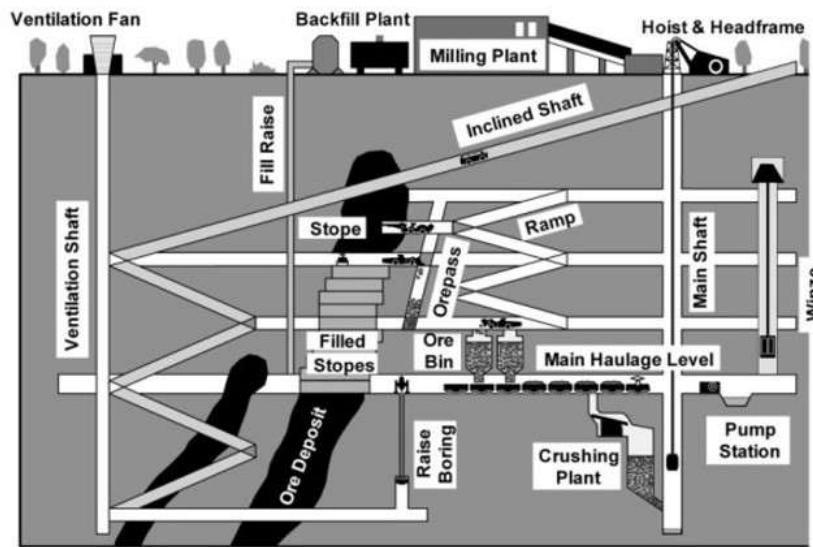 Ventilation Fan
Backfill Plant
Milling Plant
Hoist & Headframe
Inclined Shaft
Fill Raise
Stope
Ramp
Ventilation Shaft
Orepass
Main Shaft
Winze
Filled
Stopes
Ore
Bin
Main Haulage Level
Ore Deposit
Raise
Boring
Crushing
Plant
Pump
Station